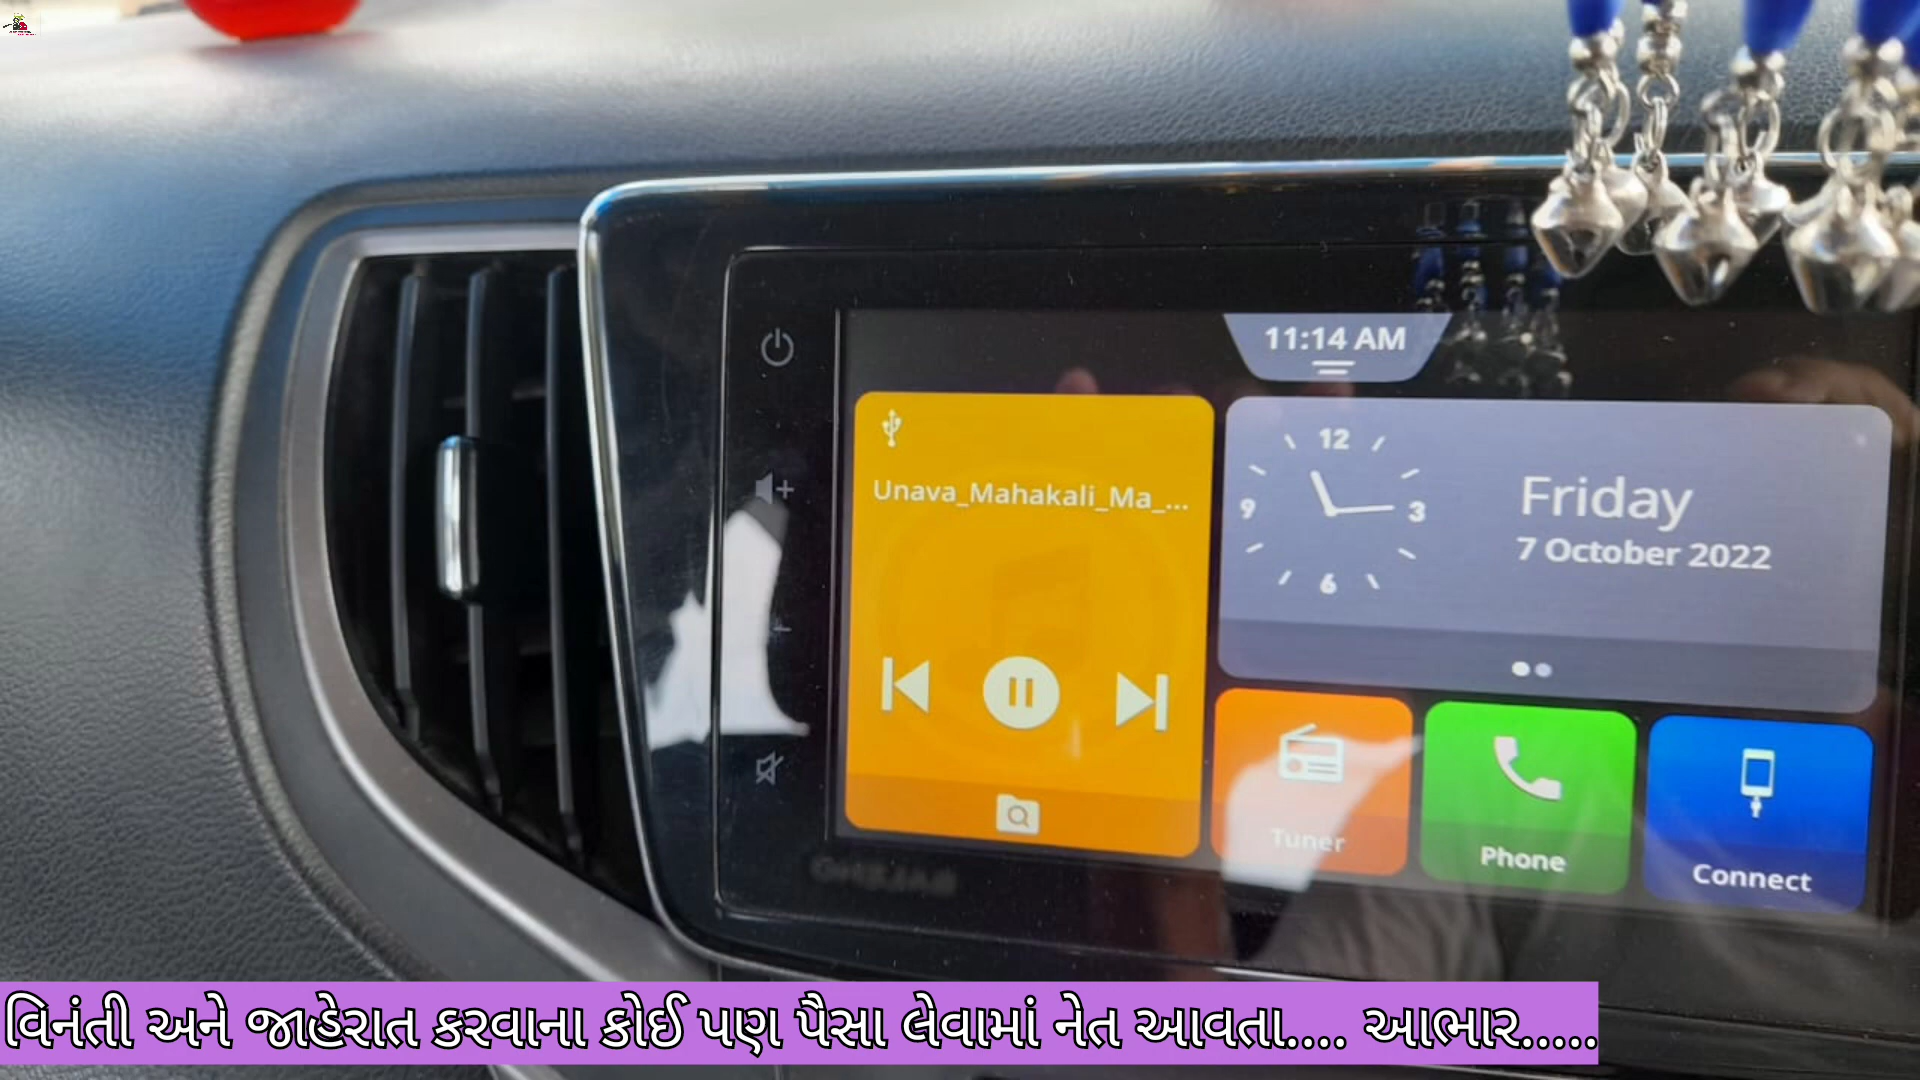 11:14 AM
Unava_Mahakali_Ma_...
12
9
3
6
Friday
7 October 2022
Tuner
Phone
Connect
વિનંતી અને જાહેરાત કરવાના કોઈ પણ પૈસા લેવામાં નેત આવતા.... આભાર.....